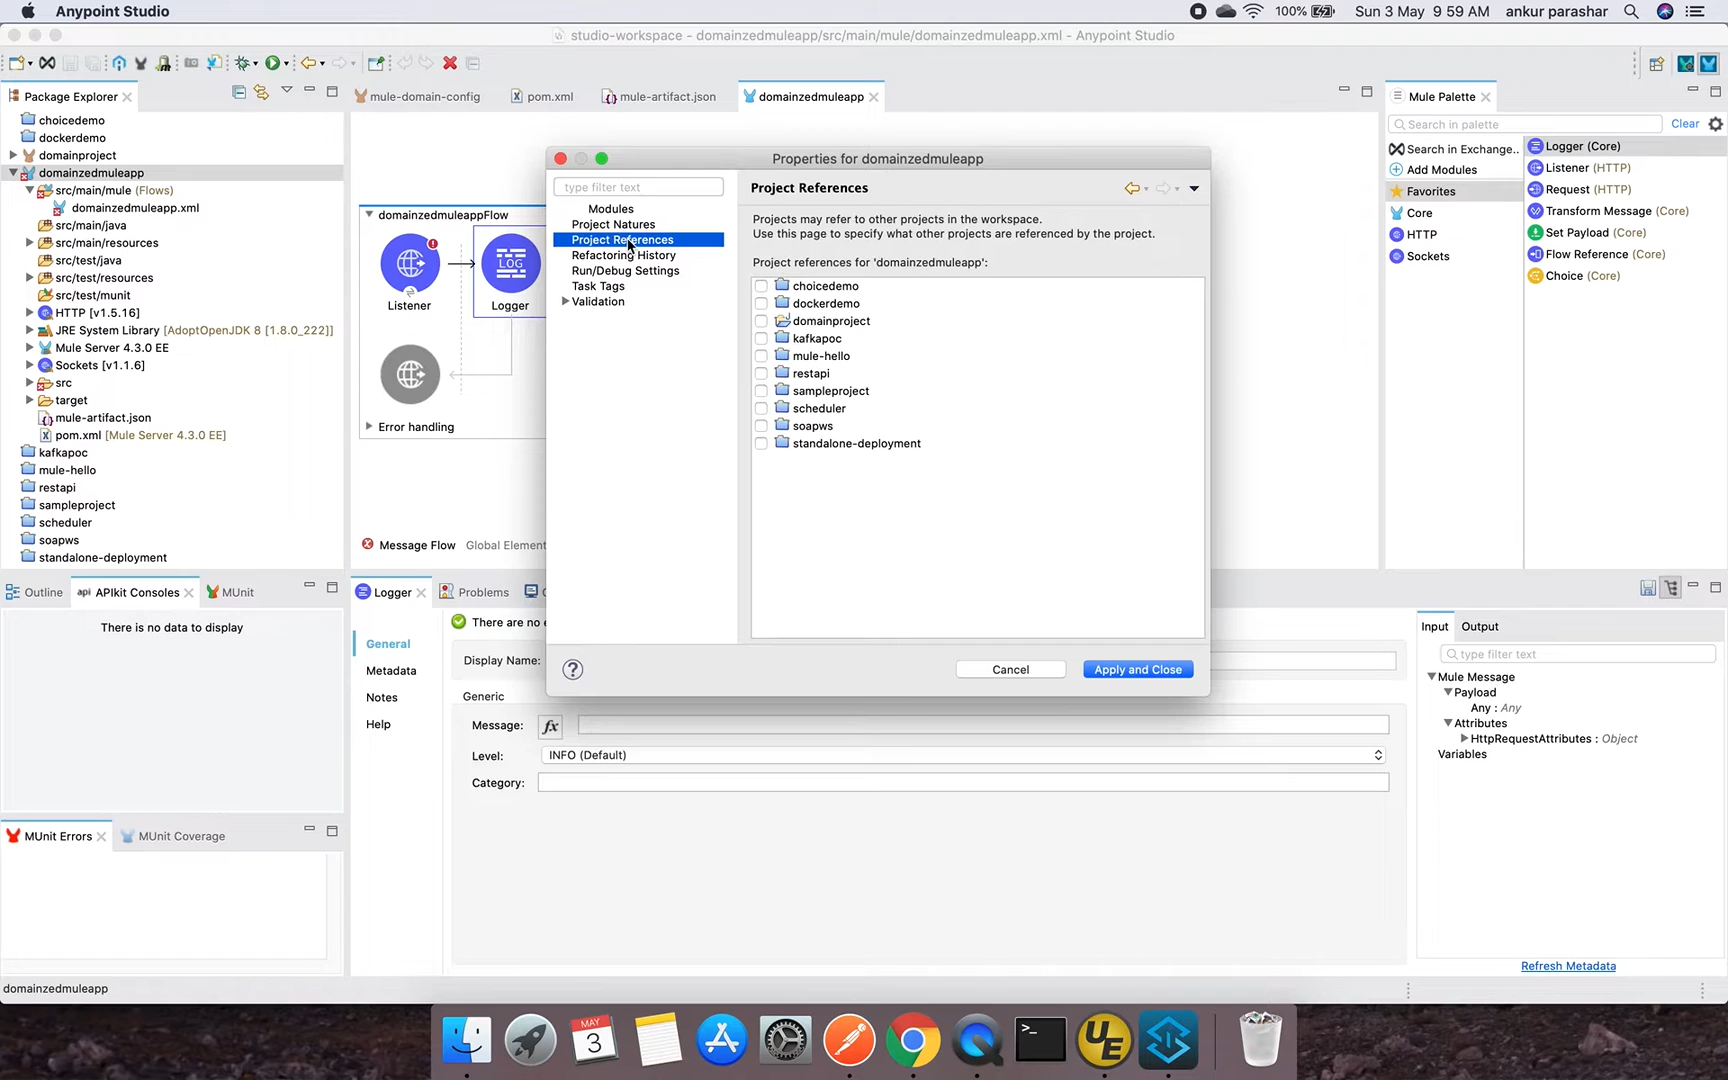 Anypoint Studio
100%
Sun 3 May 9 59 AM
ankur parashar
studio-workspace - domainzedmuleapp/src/main/mule/domainzedmuleapp.xml - Anypoint Studio
Package Explorer
mule-domain-config
pom.xml
mule-artifact.json
domainzedmuleapp
Mule Palette
choicedemo
dockerdemo
domainproject
domainzedmuleapp
src/main/mule (Flows)
domainzedmuleapp.xml
src/main/java
src/main/resources
src/test/java
src/test/resources
src/test/munit
HTTP [v1.5.16]
JRE System Library [AdoptOpenJDK 8 [1.8.0_222]]
Mule Server 4.3.0 EE
Sockets [v1.1.6]
src
target
mule-artifact.json
pom.xml [Mule Server 4.3.0 EE]
kafkapoc
mule-hello
restapi
sampleproject
scheduler
soapws
standalone-deployment
domainzedmuleappFlow
LOG
Listener
Logger
Error handling
Message Flow
Global Element
Properties for domainzedmuleapp
type filter text
Modules
Project Natures
Project References
Refactoring History
Run/Debug Settings
Task Tags
Validation
Project References
Projects may refer to other projects in the workspace.
Use this page to specify what other projects are referenced by the project.
Project references for 'domainzedmuleapp':
choicedemo
dockerdemo
domainproject
kafkapoc
mule-hello
restapi
sampleproject
scheduler
soapws
standalone-deployment
Cancel
Apply and Close
Search in palette
Clear
Search in Exchange..
Add Modules
Favorites
Core
HTTP
Sockets
Logger (Core)
Listener (HTTP)
Request (HTTP)
Transform Message (Core)
Set Payload (Core)
Flow Reference (Core)
Choice (Core)
Outline
api APIkit Consoles
MUnit
There is no data to display
MUnit Errors
MUnit Coverage
Logger
Problems
General
Metadata
Notes
Help
There are no e
Display Name:
Generic
Message:
fx
Level:
INFO (Default)
Category:
Input
Output
type filter text
Mule Message
Payload
Any : Any
Attributes
HttpRequestAttributes : Object
Variables
Refresh Metadata
domainzedmuleapp
MAY
3
UE